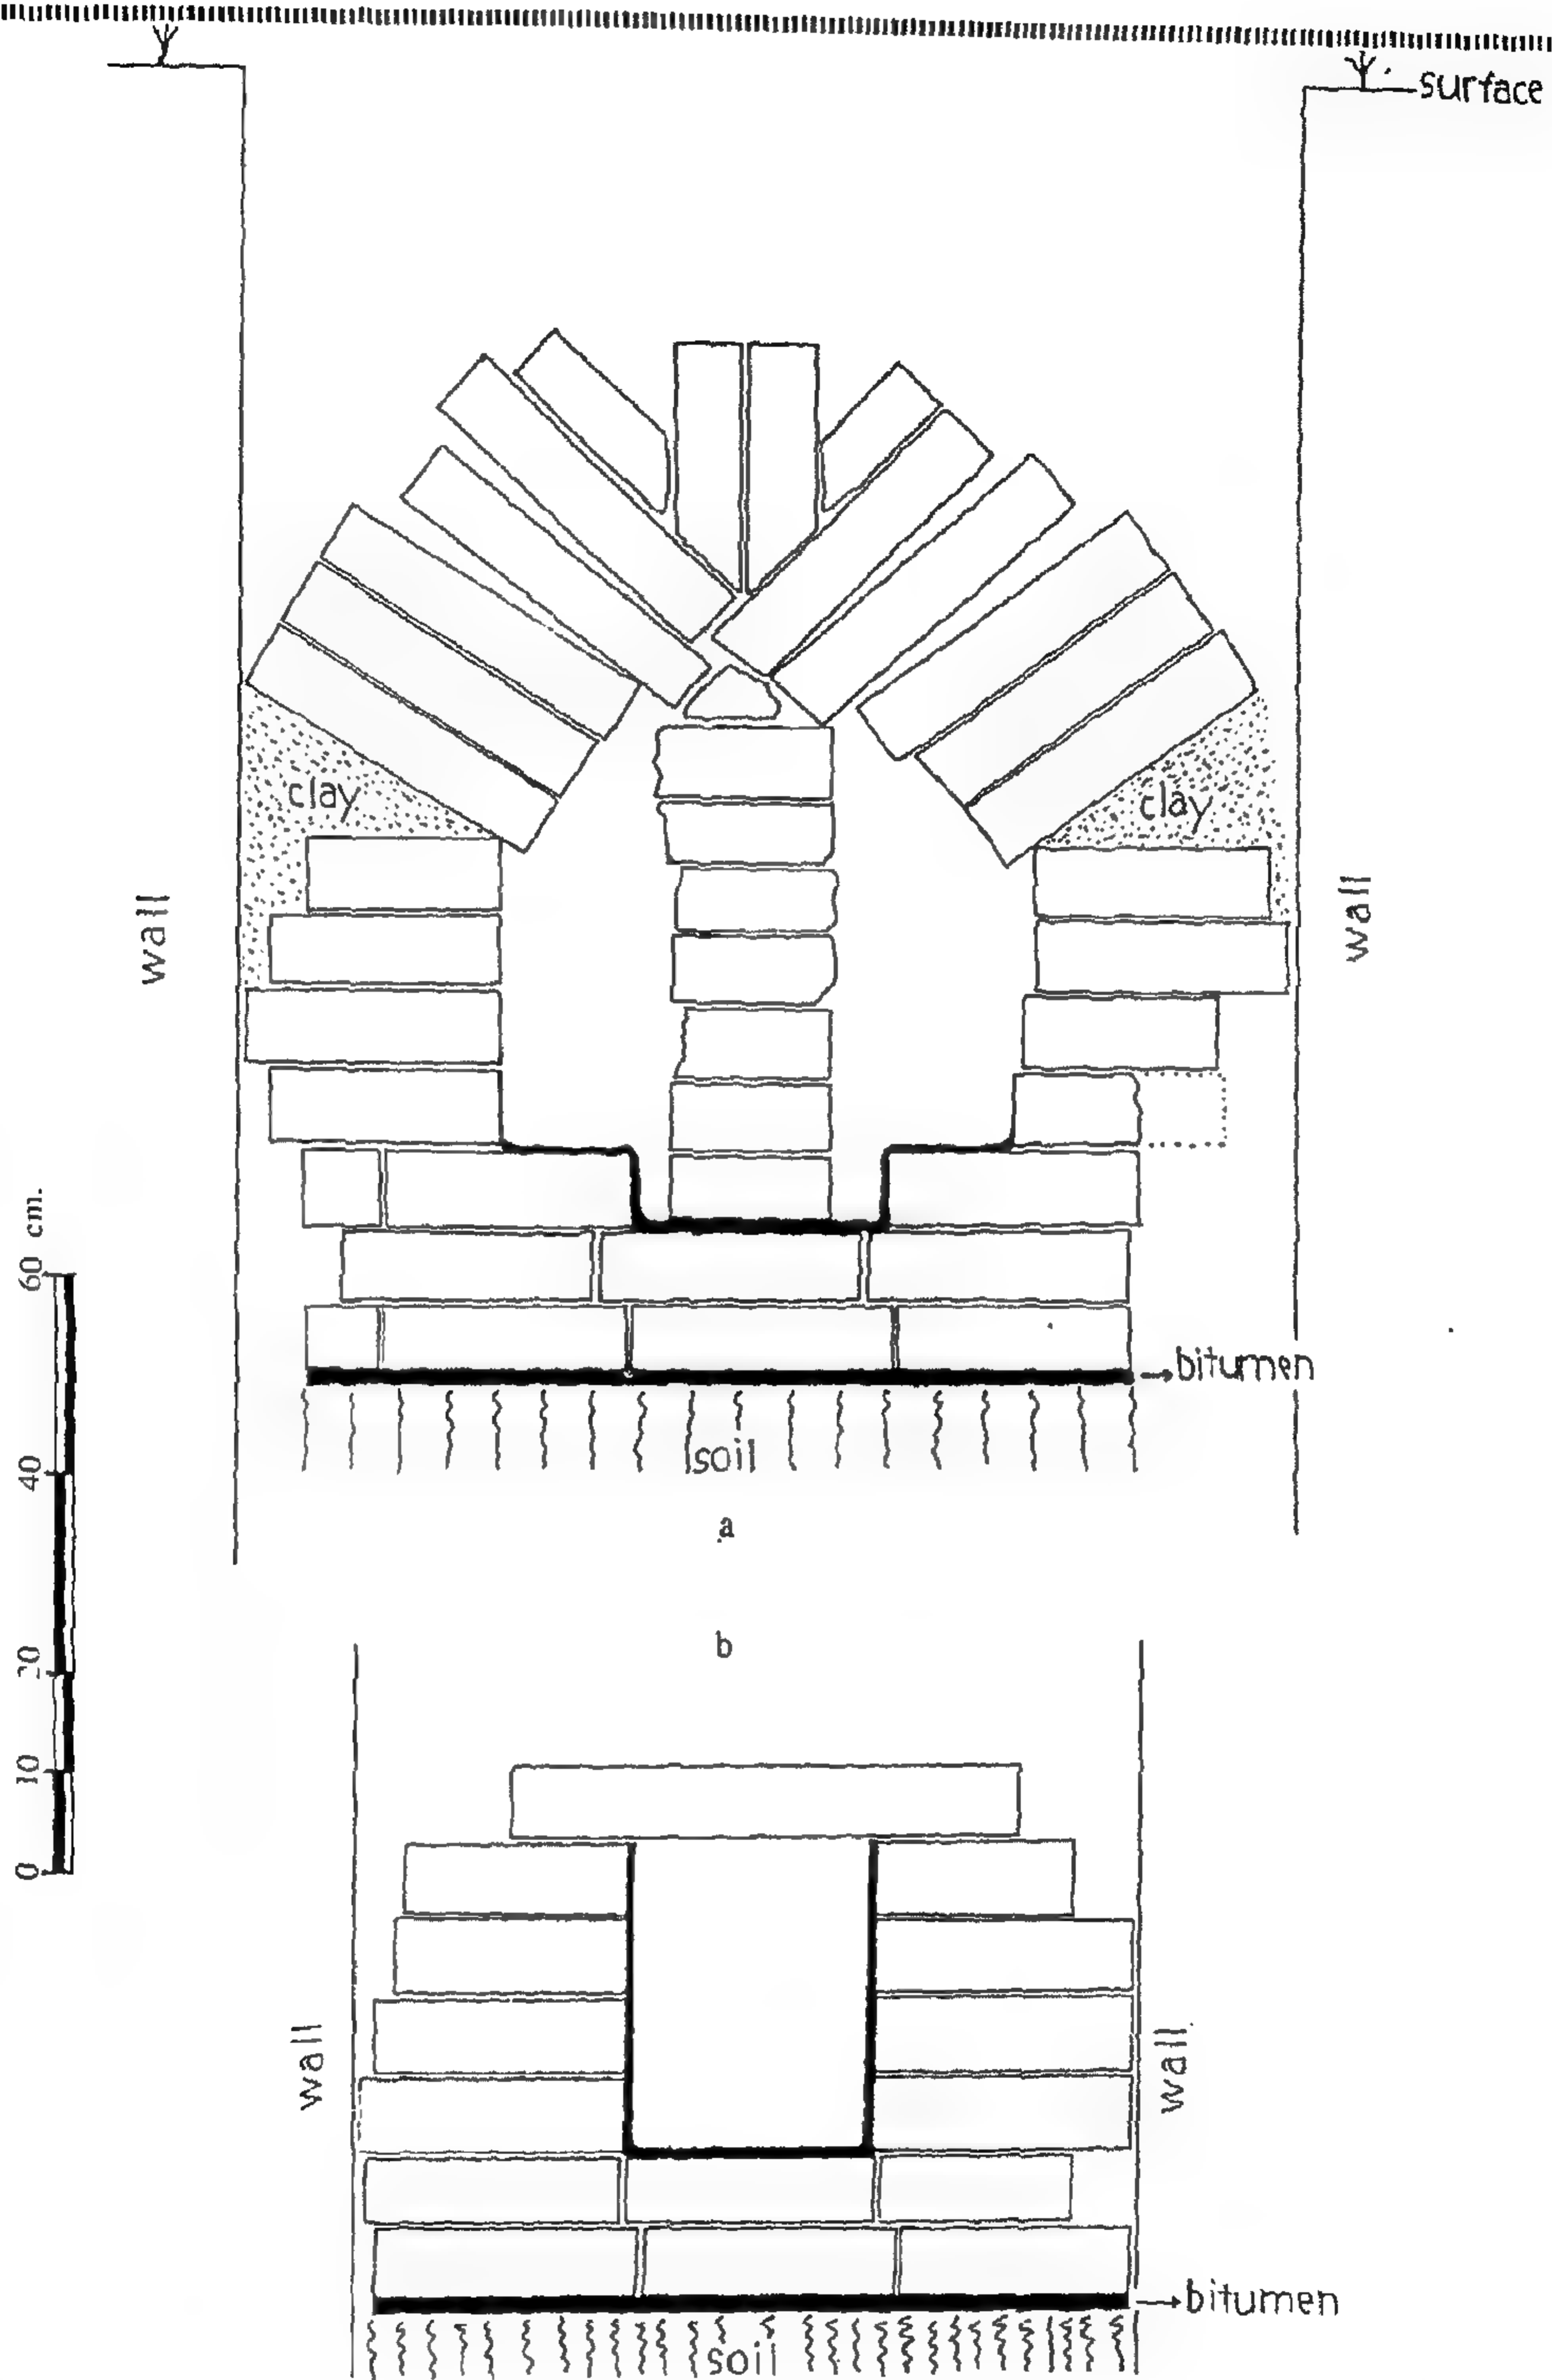 surface
clay
clay
wall
wall
bitumen
soil
a
60 cm.
40
20
10
0
b
wall
wall
bitumen
soil